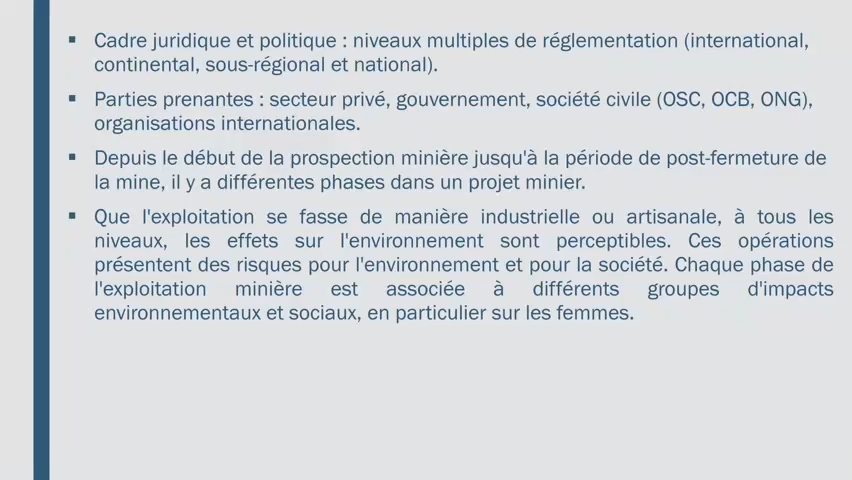 ▪ Cadre juridique et politique : niveaux multiples de réglementation (international,
continental, sous-régional et national).
▪ Parties prenantes : secteur privé, gouvernement, société civile (OSC, OCB, ONG),
organisations internationales.
▪ Depuis le début de la prospection minière jusqu'à la période de post-fermeture de
la mine, il y a différentes phases dans un projet minier.
▪ Que l'exploitation se fasse de manière industrielle ou artisanale, à tous les
niveaux, les effets sur l'environnement sont perceptibles. Ces opérations
présentent des risques pour l'environnement et pour la société. Chaque phase de
l'exploitation minière est associée à différents groupes d'impacts
environnementaux et sociaux, en particulier sur les femmes.